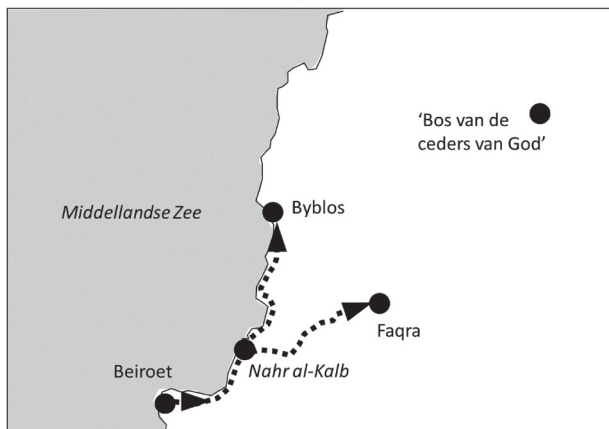 ‘Bos van de
ceders van God’
Middellandse Zee
Byblos
Faqra
Beiroet
Nahr al-Kalb